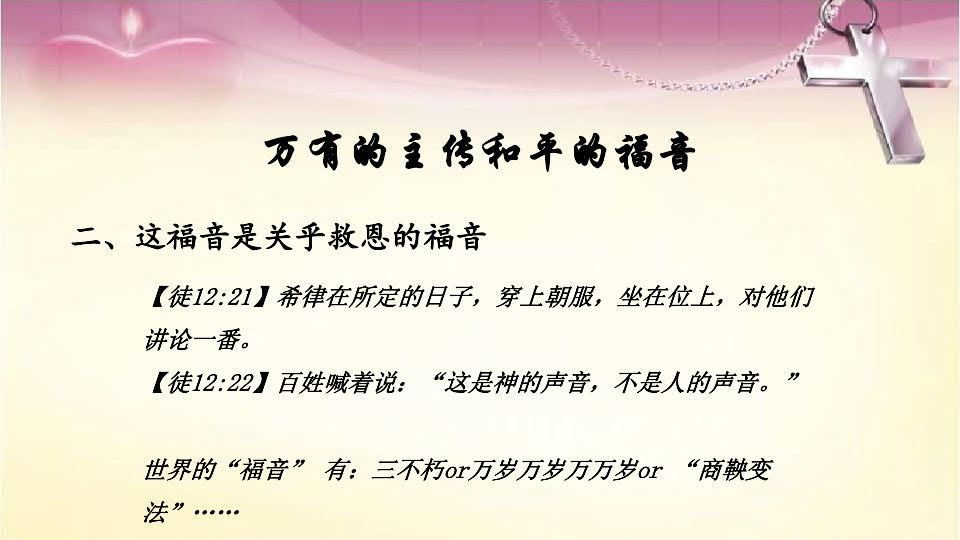 万有的主传和平的福音
二、这福音是关乎救恩的福音
【徒12:21】希律在所定的日子，穿上朝服，坐在位上，对他们
讲论一番。
【徒12:22】百姓喊着说：“这是神的声音，不是人的声音。”
世界的“福音” 有：三不朽or万岁万岁万万岁or “商鞅变
法”……